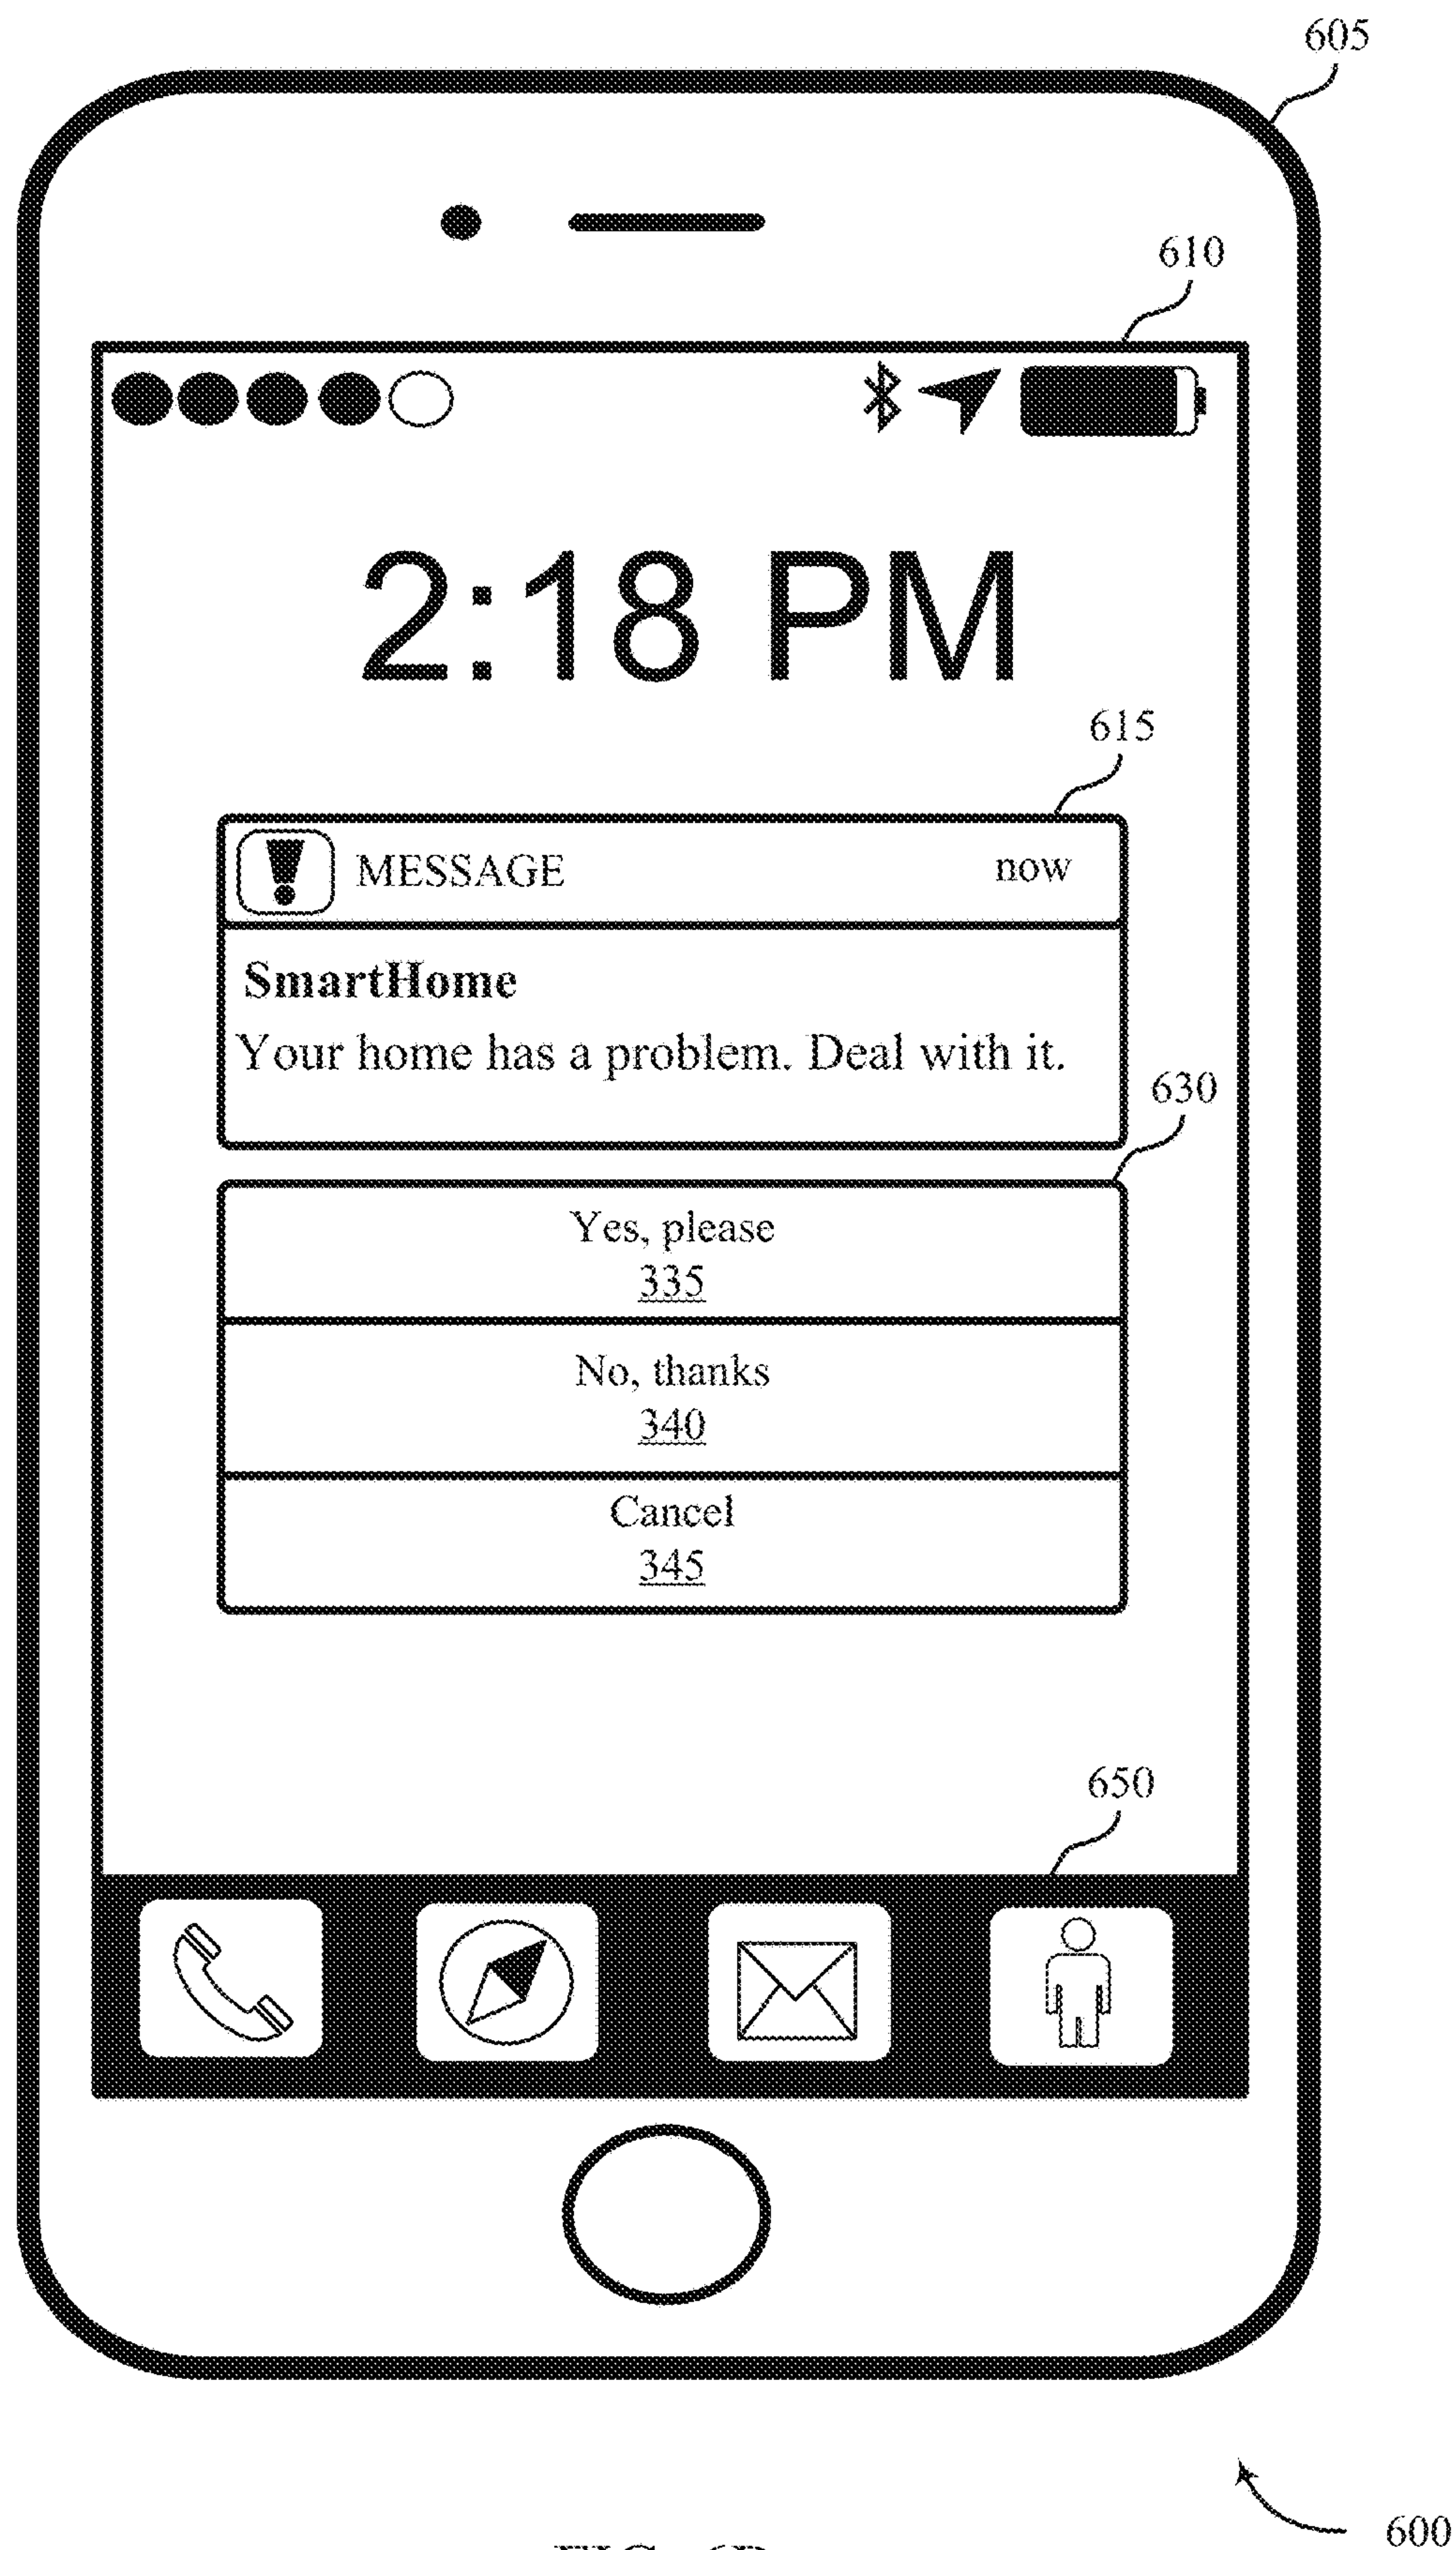 605
610
2:18 PM
615
MESSAGE now
SmartHome
Your home has a problem. Deal with it.
630
Yes, please
335
No, thanks
340
Cancel
345
650
600